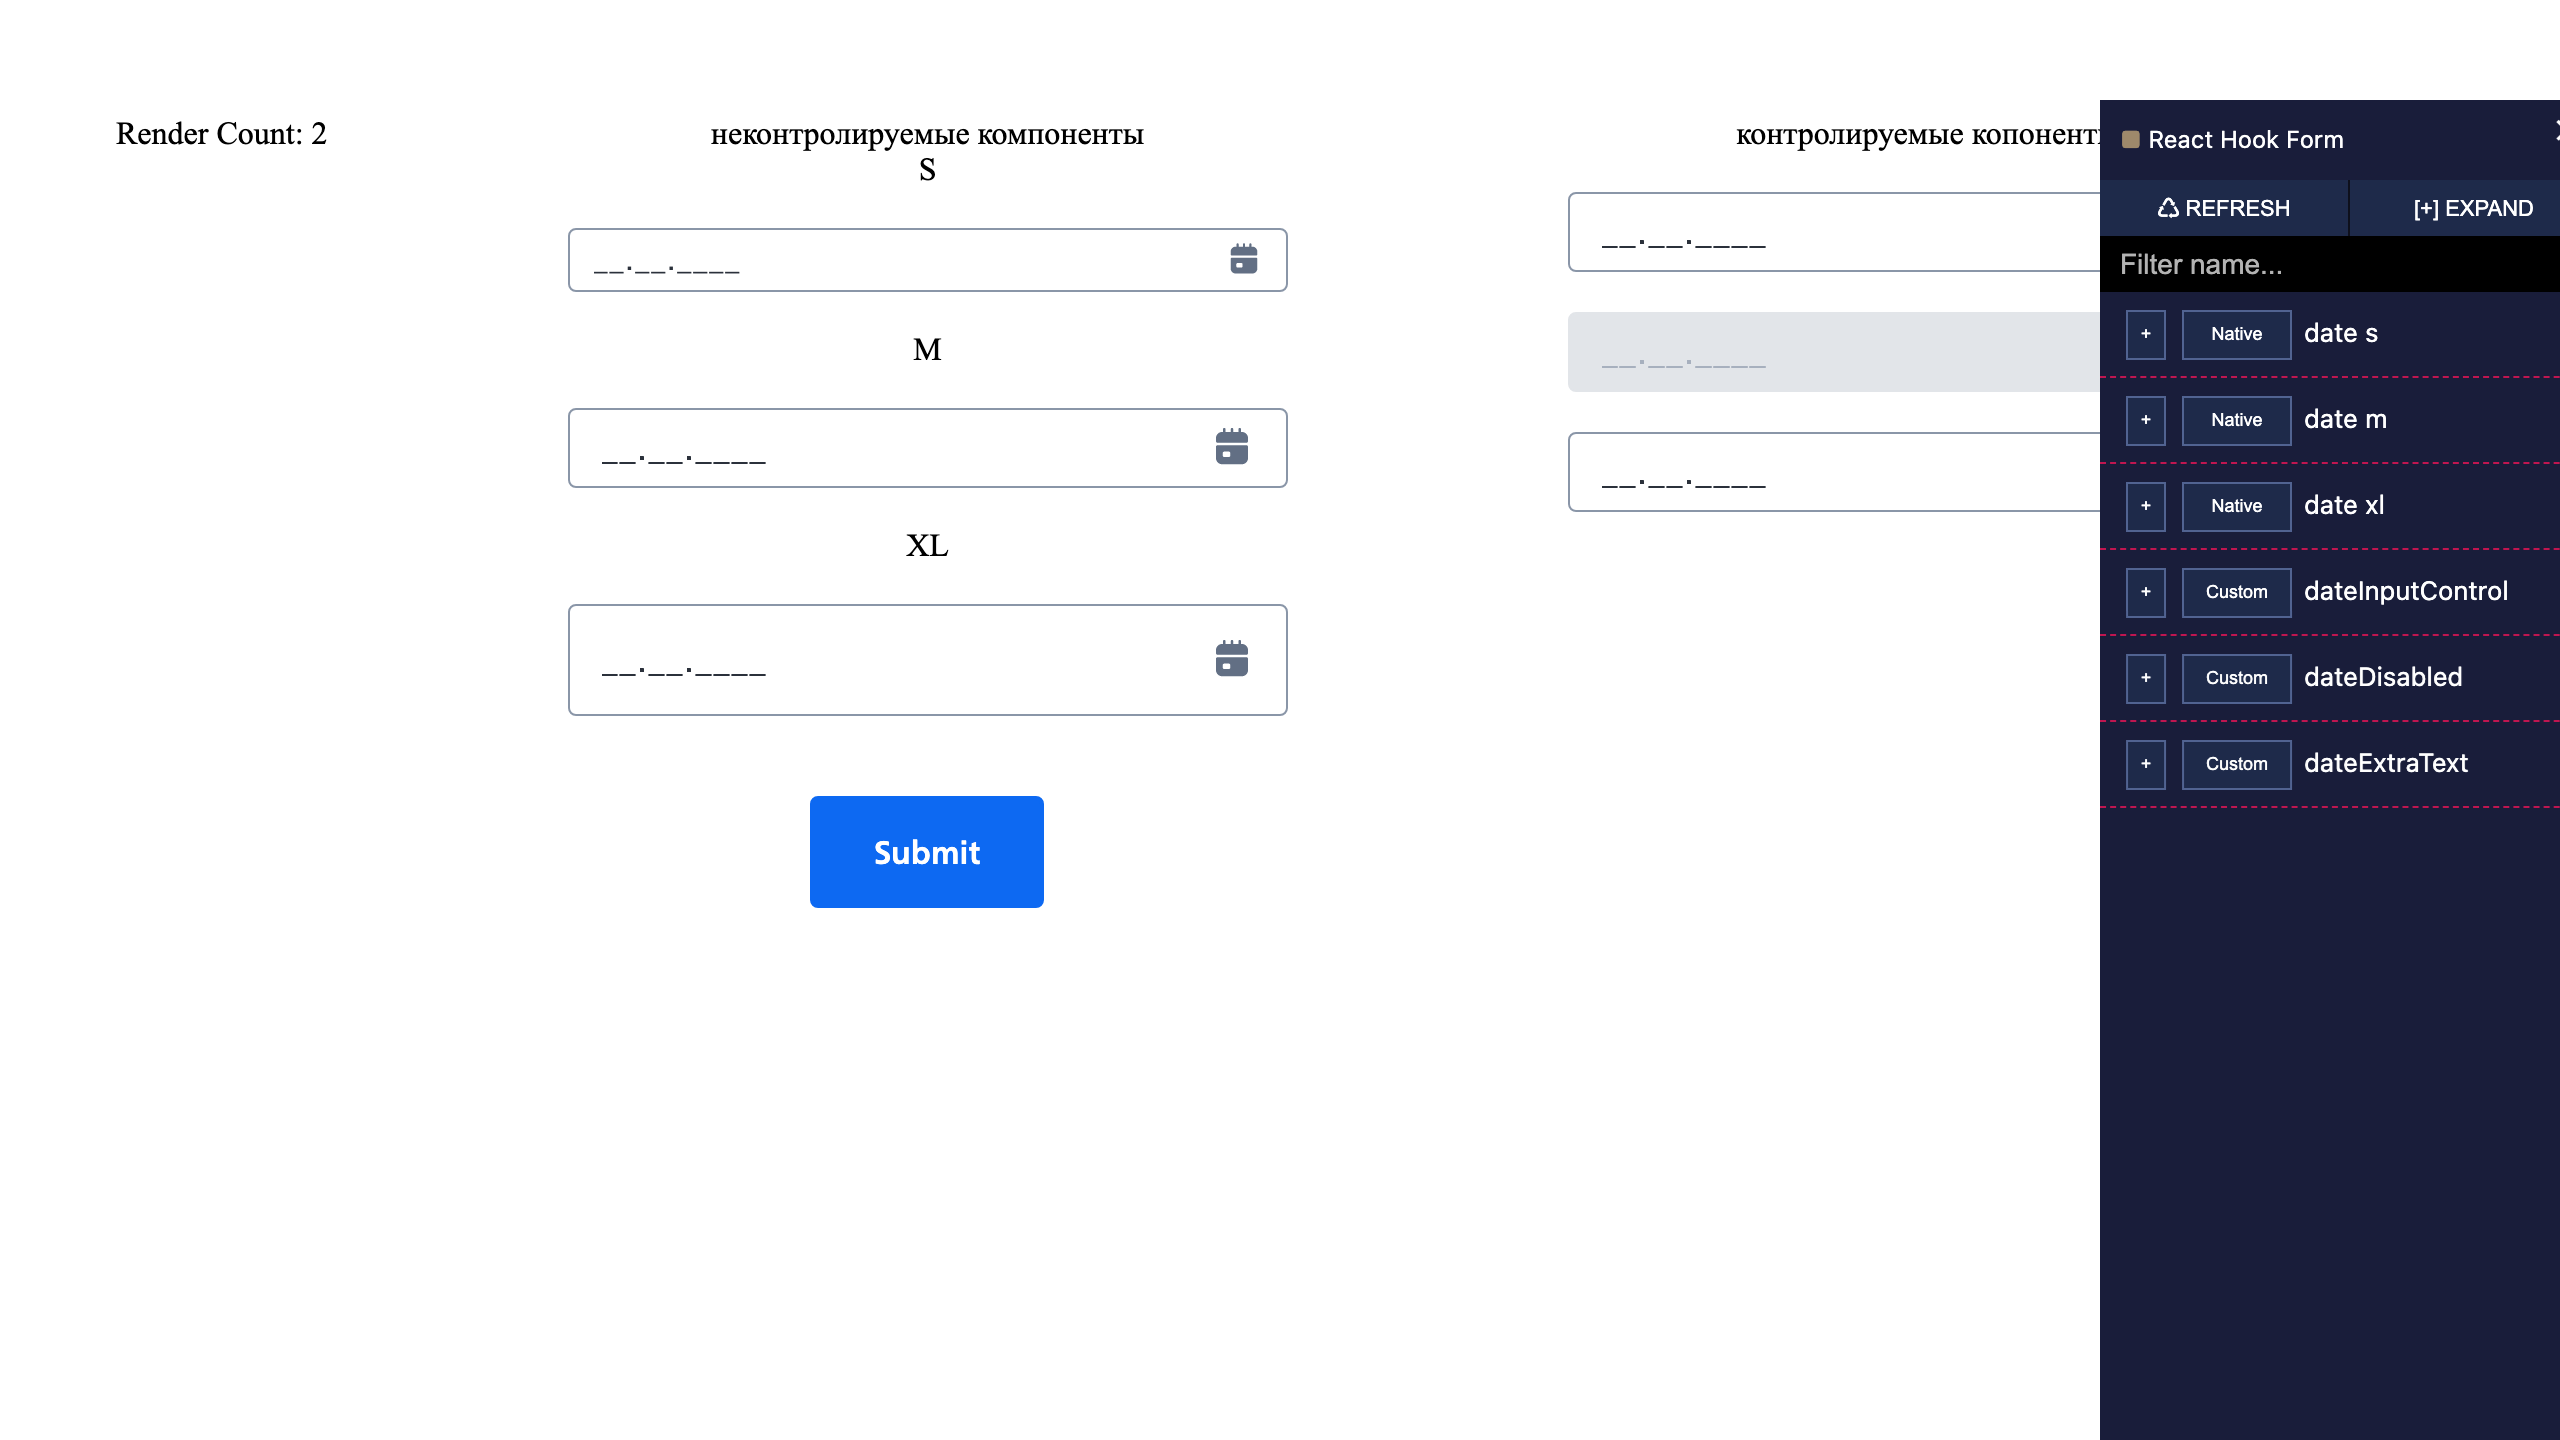 Render Count: 2
неконтролируемые компоненты
S
__.__.____
M
__.__.____
XL
__.__.____
Submit
контролируемые копонент
__.__.____
__.__.____
__.__.____
React Hook Form
REFRESH
[+] EXPAND
Filter name...
+ Native date s
+ Native date m
+ Native date xl
+ Custom dateInputControl
+ Custom dateDisabled
+ Custom dateExtraText